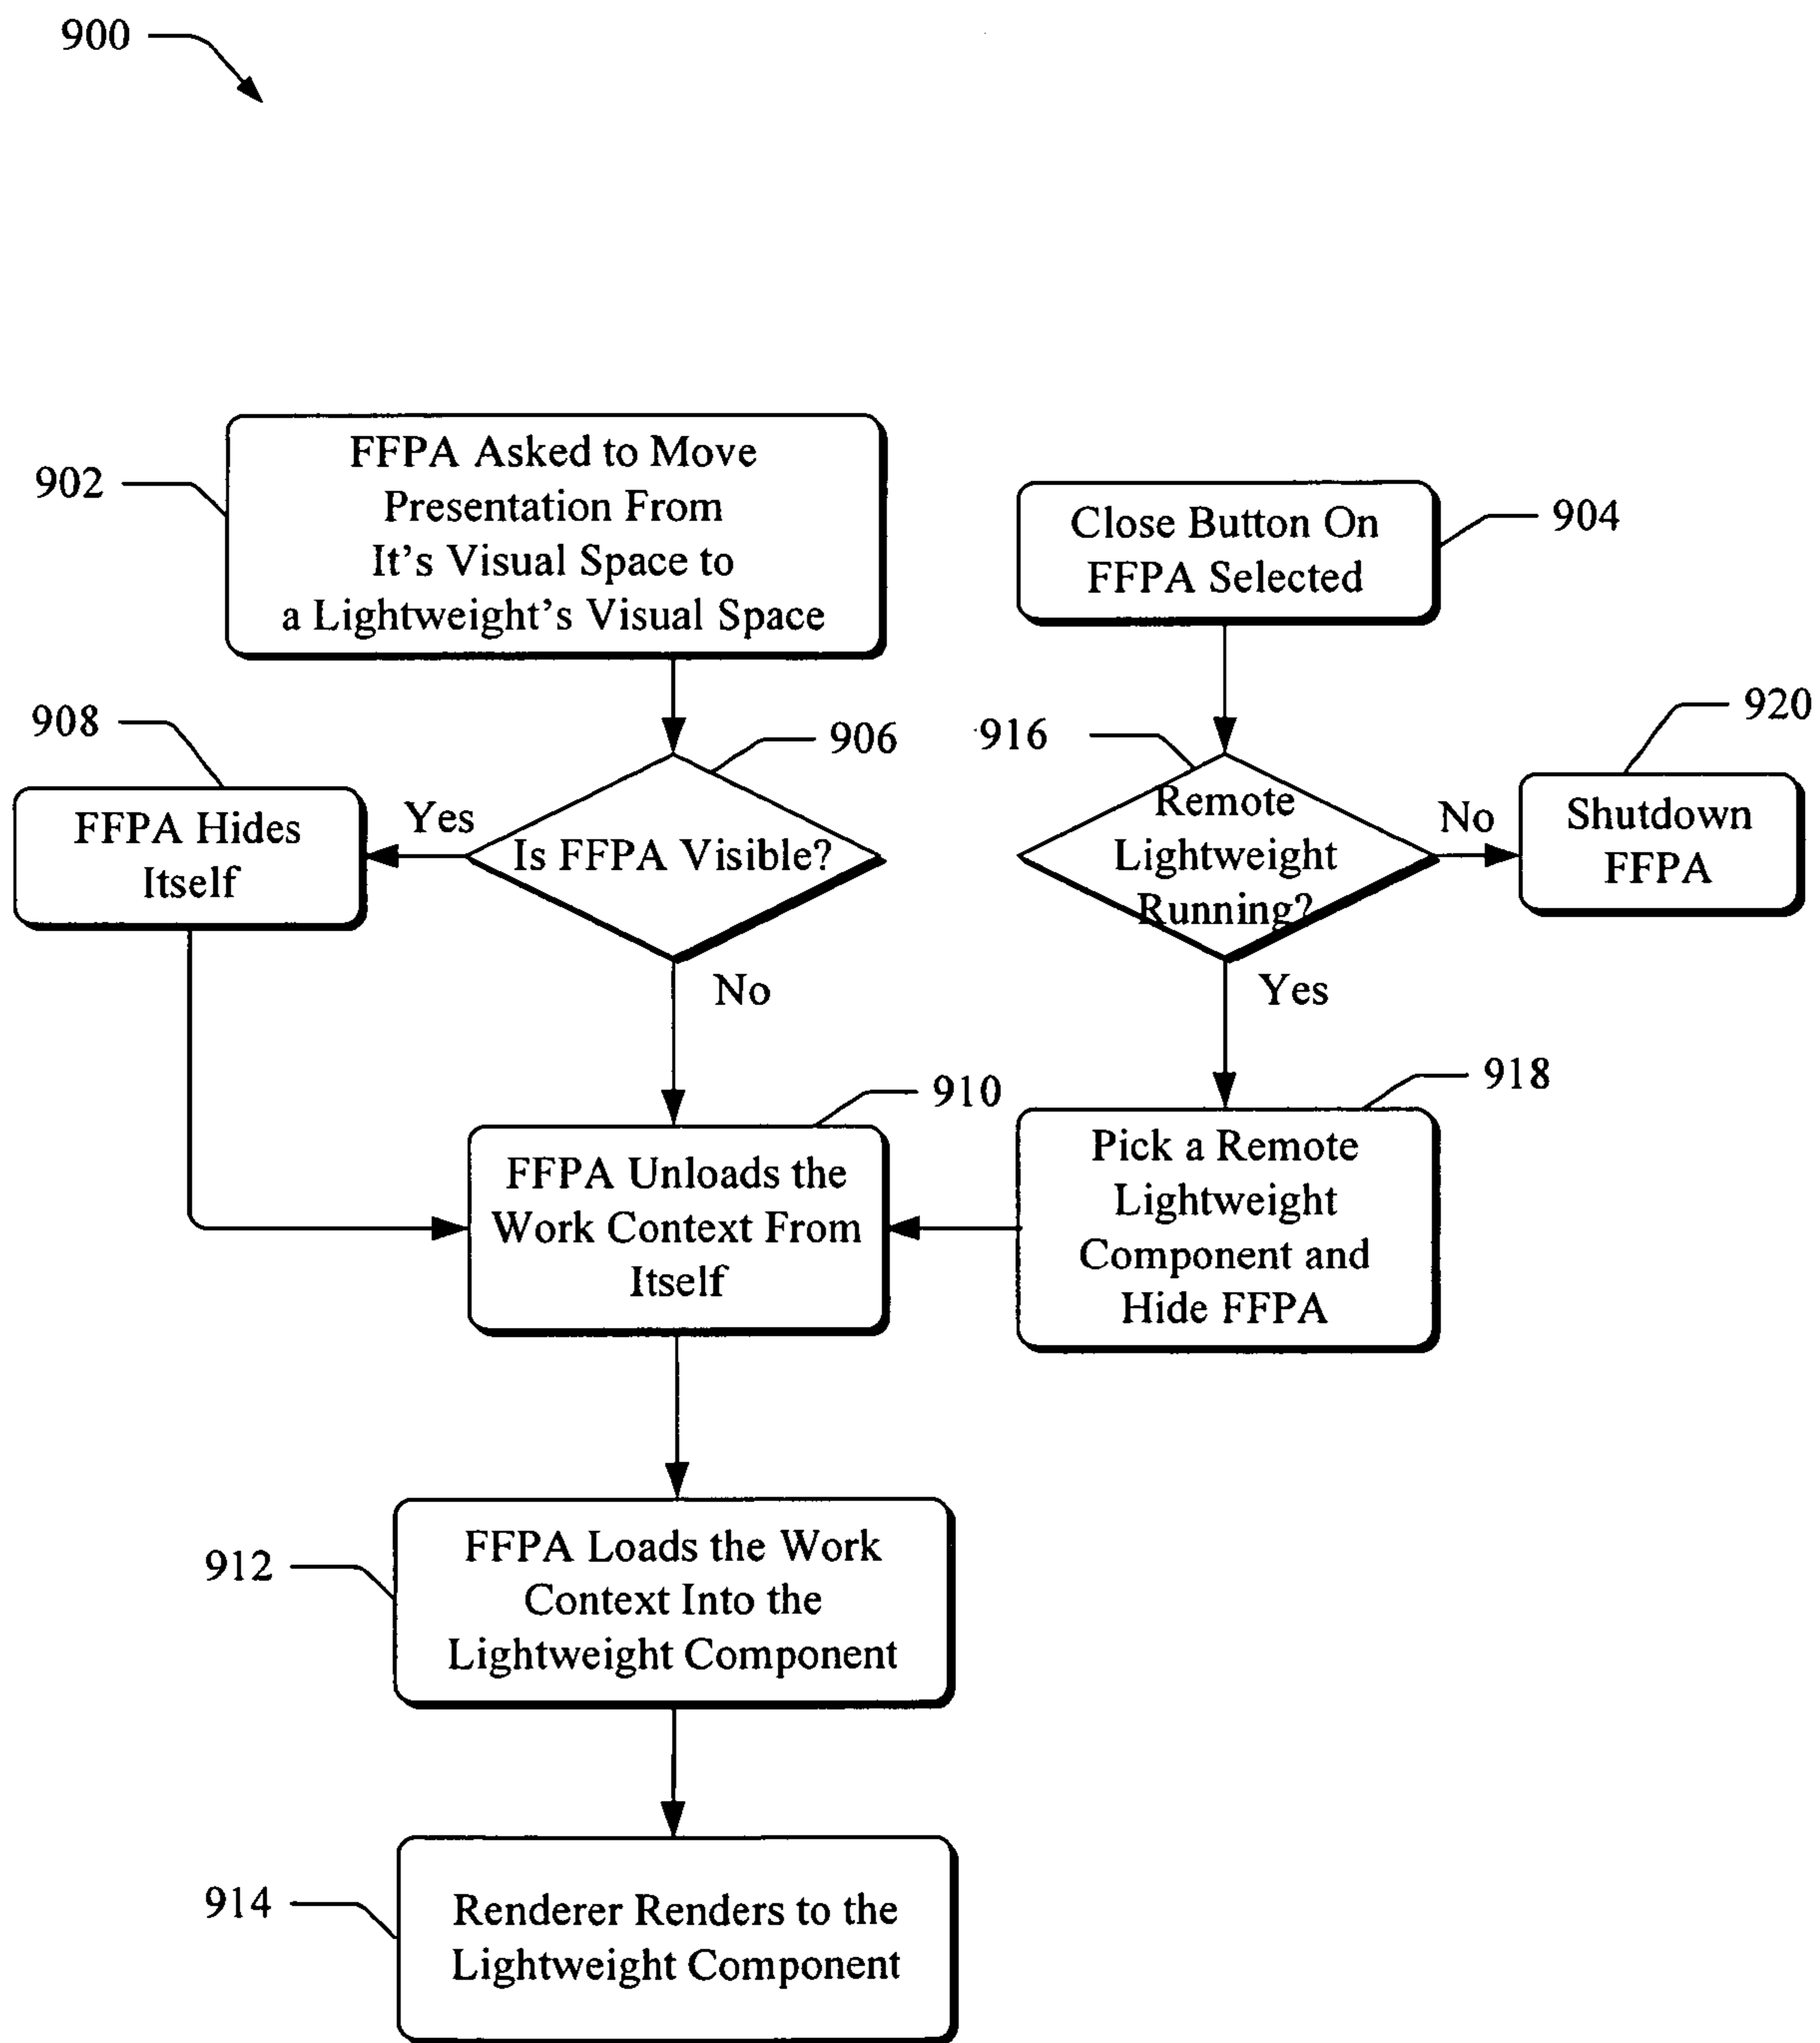 900
902
FFPA Asked to Move
Presentation From
It's Visual Space to
a Lightweight's Visual Space
Close Button On
FFPA Selected
904
908
FFPA Hides
Itself
Yes
906
Is FFPA Visible?
No
916
Remote
Lightweight
Running?
No
Yes
920
Shutdown
FFPA
910
FFPA Unloads the
Work Context From
Itself
918
Pick a Remote
Lightweight
Component and
Hide FFPA
912
FFPA Loads the Work
Context Into the
Lightweight Component
914
Renderer Renders to the
Lightweight Component